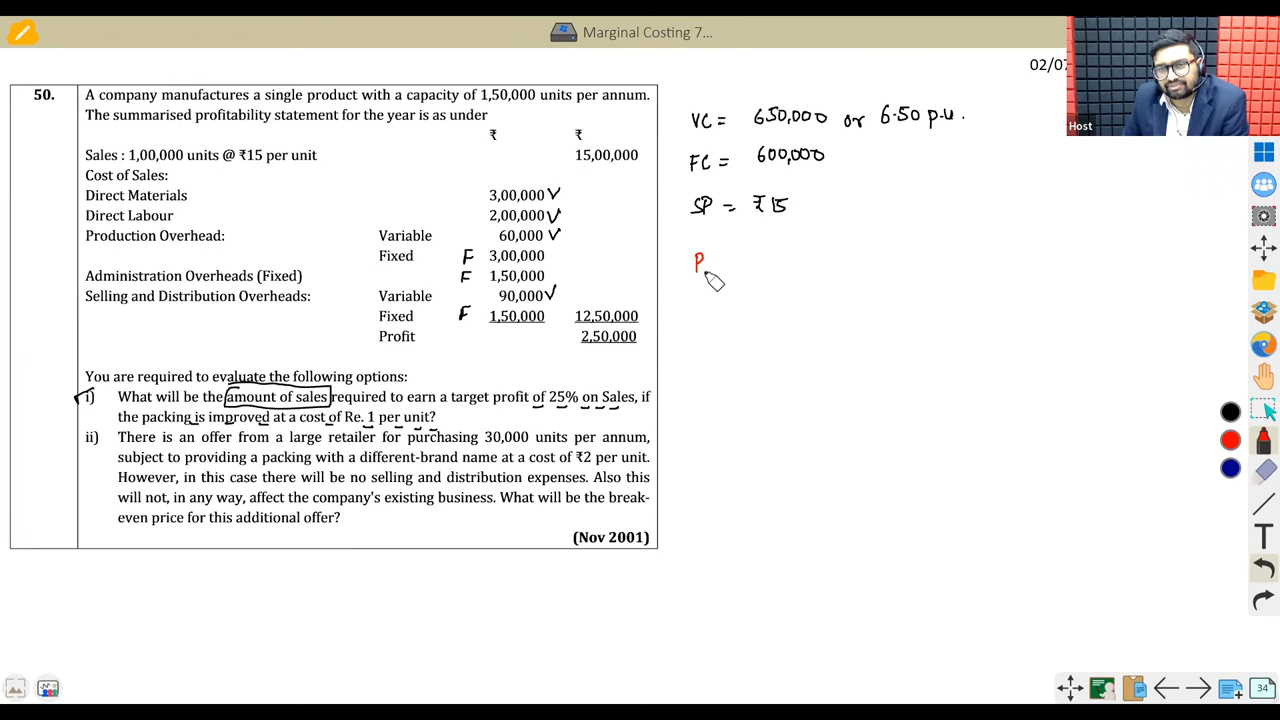 Marginal Costing 7...
02/07
Host
50.
A company manufactures a single product with a capacity of 1,50,000 units per annum.
The summarised profitability statement for the year is as under
₹ ₹
Sales : 1,00,000 units @ ₹15 per unit 15,00,000
Cost of Sales:
Direct Materials 3,00,000 ✓
Direct Labour 2,00,000 ✓
Production Overhead: Variable 60,000 ✓
Fixed F 3,00,000
Administration Overheads (Fixed) F 1,50,000
Selling and Distribution Overheads: Variable 90,000 ✓
Fixed F 1,50,000 12,50,000
Profit 2,50,000
You are required to evaluate the following options:
i) What will be the amount of sales required to earn a target profit of 25% on Sales, if
the packing is improved at a cost of Re. 1 per unit?
ii) There is an offer from a large retailer for purchasing 30,000 units per annum,
subject to providing a packing with a different-brand name at a cost of ₹2 per unit.
However, in this case there will be no selling and distribution expenses. Also this
will not, in any way, affect the company's existing business. What will be the break-
even price for this additional offer?
(Nov 2001)
VC = 650,000 or 6.50 p.u.
FC = 600,000
SP = ₹ 15
P
T
34